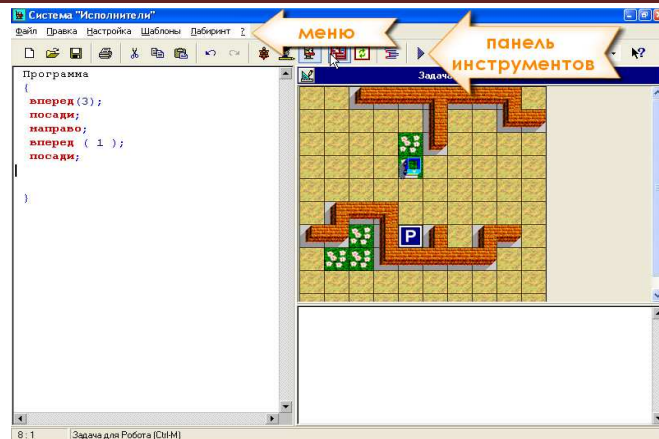 Система "Исполнители"
Файл Правка Настройка Шаблоны Лабиринт ?
меню
панель
инструментов
Программа
{
вперед(3);
посади;
направо;
вперед ( 1 );
посади;
}
Задача
P
8 : 1 Задача для Робота (Ctrl-M)